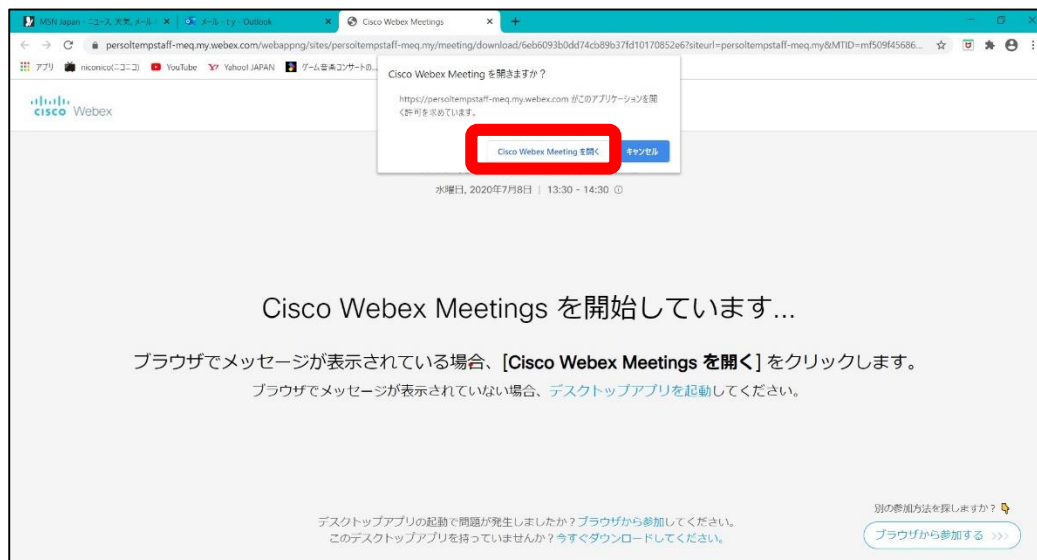 MSN Japan - ニュース, 天気, メール
メール - t y - Outlook
Cisco Webex Meetings
persoltempstaff-meq.my.webex.com/webappng/sites/persoltempstaff-meq.my/meeting/download/6eb6093b0dd74cb89b37fd10170852e6?siteurl=persoltempstaff-meq.my&MTID=mf509f45686...
アプリ niconico(ニコニコ) YouTube Yahoo! JAPAN ゲーム音楽コンサートの...
cisco Webex
Cisco Webex Meeting を開きますか？
https://persoltempstaff-meq.my.webex.com がこのアプリケーションを開
く許可を求めています。
Cisco Webex Meeting を開く キャンセル
水曜日, 2020年7月8日 | 13:30 - 14:30
Cisco Webex Meetings を開始しています...
ブラウザでメッセージが表示されている場合、[Cisco Webex Meetings を開く] をクリックします。
ブラウザでメッセージが表示されていない場合、デスクトップアプリを起動してください。
デスクトップアプリの起動で問題が発生しましたか？ブラウザから参加してください。
このデスクトップアプリを持っていませんか？今すぐダウンロードしてください。
別の参加方法を探しますか？
ブラウザから参加する >>>